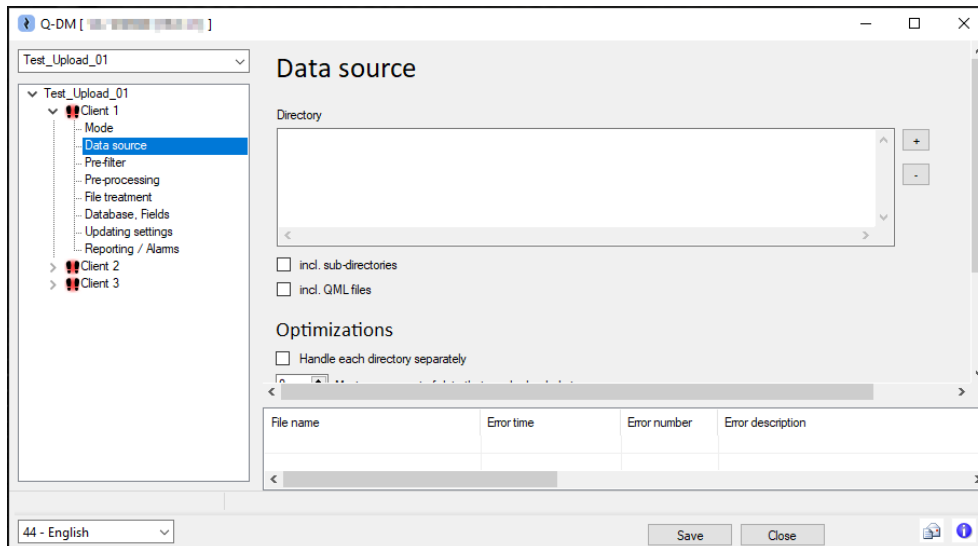 Q-DM [ ]
Test_Upload_01
Test_Upload_01
Client 1
Mode
Data source
Pre-filter
Pre-processing
File treatment
Database, Fields
Updating settings
Reporting / Alarms
Client 2
Client 3
Data source
Directory
+
-
incl. sub-directories
incl. QML files
Optimizations
Handle each directory separately
File name Error time Error number Error description
44 - English
Save Close